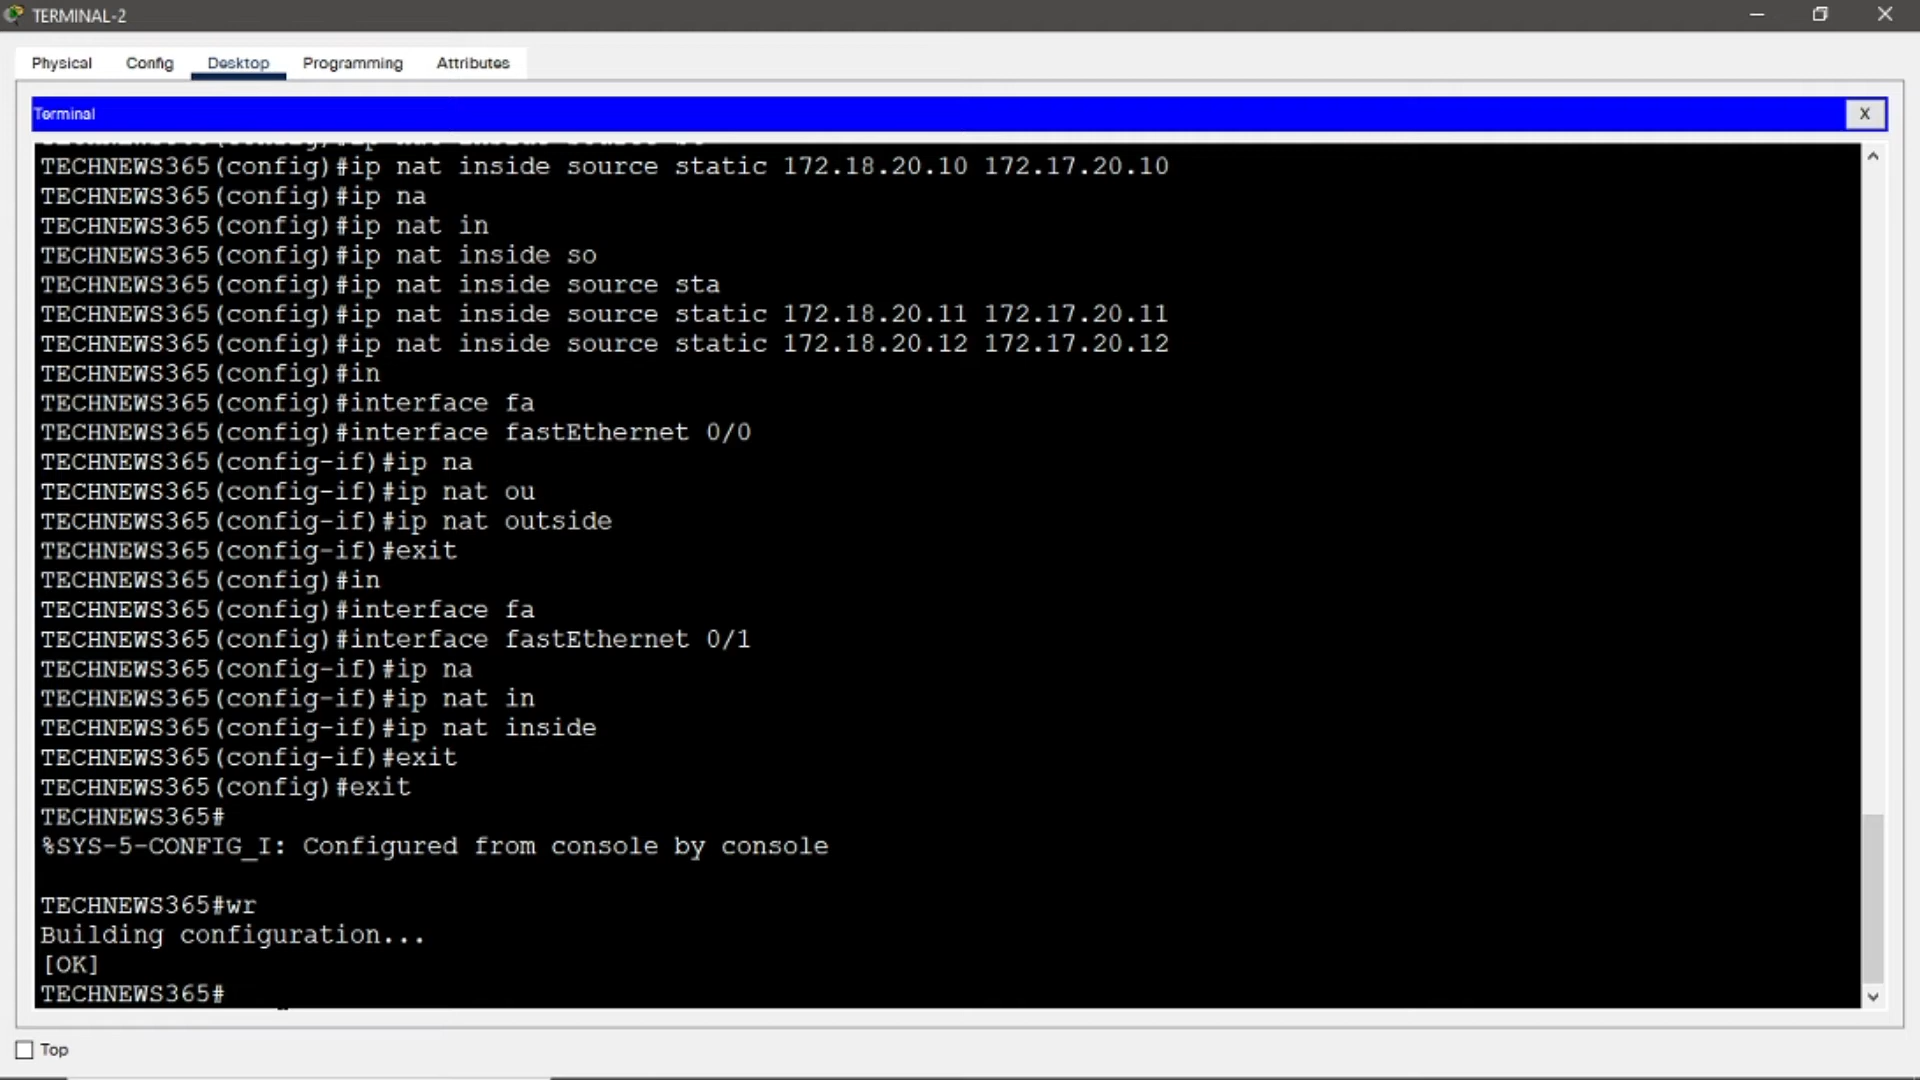 TERMINAL-2
Physical Config Desktop Programming Attributes
Terminal X
TECHNEWS365(config)#ip nat inside source static 172.18.20.10 172.17.20.10
TECHNEWS365(config)#ip na
TECHNEWS365(config)#ip nat in
TECHNEWS365(config)#ip nat inside so
TECHNEWS365(config)#ip nat inside source sta
TECHNEWS365(config)#ip nat inside source static 172.18.20.11 172.17.20.11
TECHNEWS365(config)#ip nat inside source static 172.18.20.12 172.17.20.12
TECHNEWS365(config)#in
TECHNEWS365(config)#interface fa
TECHNEWS365(config)#interface fastEthernet 0/0
TECHNEWS365(config-if)#ip na
TECHNEWS365(config-if)#ip nat ou
TECHNEWS365(config-if)#ip nat outside
TECHNEWS365(config-if)#exit
TECHNEWS365(config)#in
TECHNEWS365(config)#interface fa
TECHNEWS365(config)#interface fastEthernet 0/1
TECHNEWS365(config-if)#ip na
TECHNEWS365(config-if)#ip nat in
TECHNEWS365(config-if)#ip nat inside
TECHNEWS365(config-if)#exit
TECHNEWS365(config)#exit
TECHNEWS365#
%SYS-5-CONFIG_I: Configured from console by console
TECHNEWS365#wr
Building configuration...
[OK]
TECHNEWS365#
Top